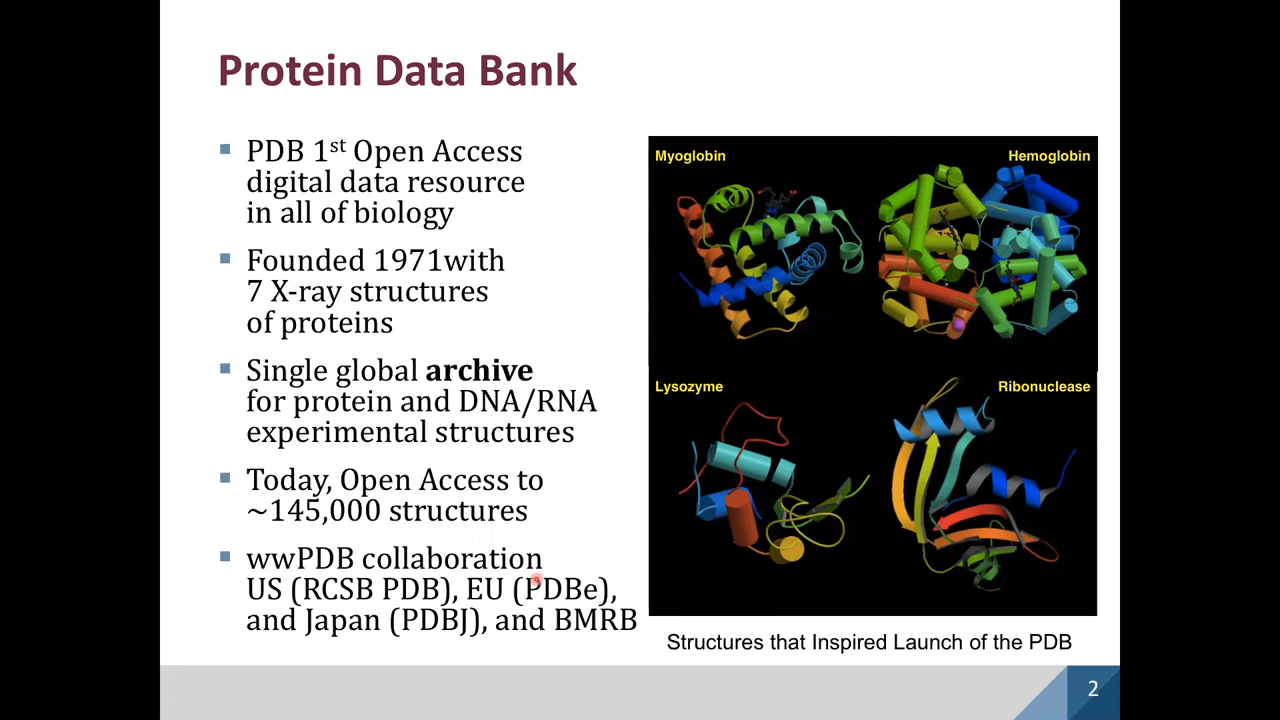 Protein Data Bank
PDB 1st Open Access
digital data resource
in all of biology
Founded 1971with
7 X-ray structures
of proteins
Single global archive
for protein and DNA/RNA
experimental structures
Today, Open Access to
~145,000 structures
wwPDB collaboration
US (RCSB PDB), EU (PDBe),
and Japan (PDBJ), and BMRB
Myoglobin
Hemoglobin
Lysozyme
Ribonuclease
Structures that Inspired Launch of the PDB
2